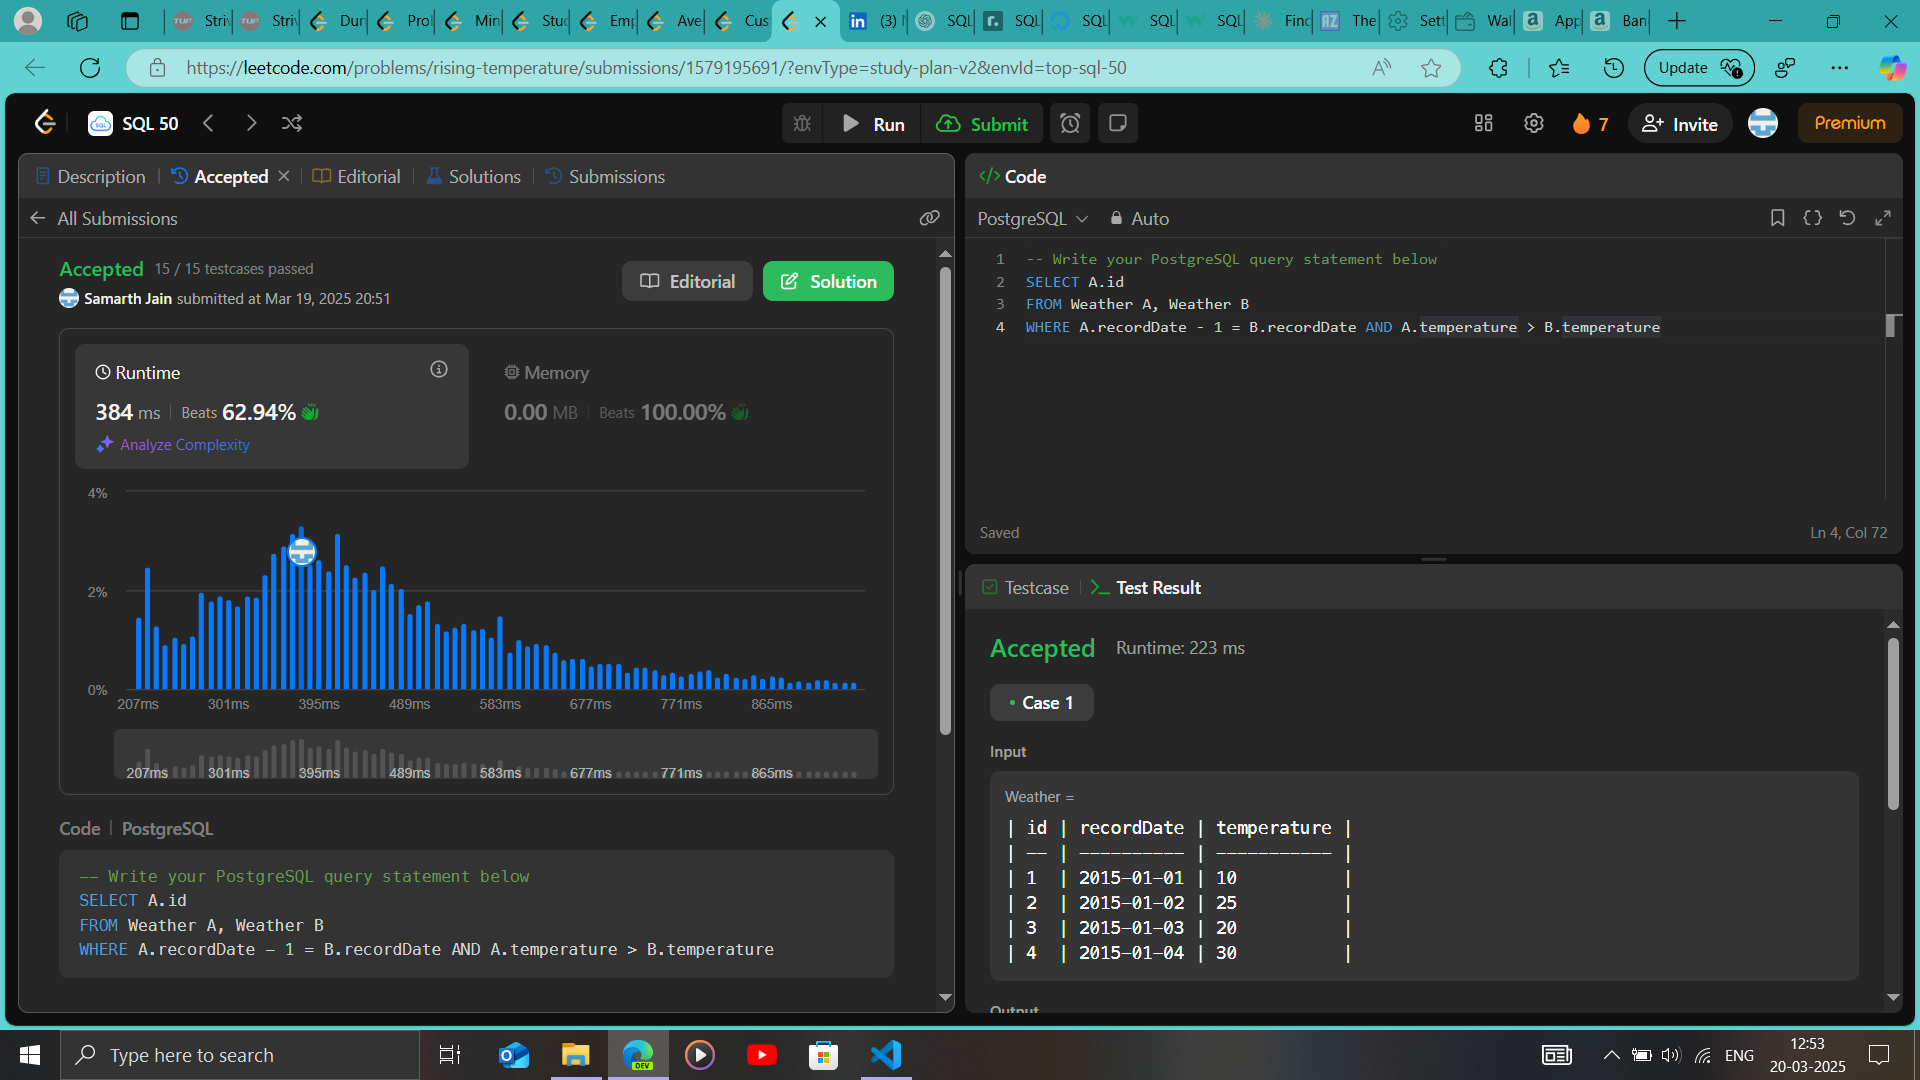 Striv
Striv
Dur
Pro
Min
Stud
Emp
Ave
Cus
(3)
SQL
SQL
SQL
SQL
SQL
Find
The
Sett
Wal
App
Ban
https://leetcode.com/problems/rising-temperature/submissions/1579195691/?envType=study-plan-v2&envId=top-sql-50
Update
SQL 50
Run
Submit
7
Invite
Premium
Description
Accepted
Editorial
Solutions
Submissions
All Submissions
Accepted 15 / 15 testcases passed
Samarth Jain submitted at Mar 19, 2025 20:51
Editorial
Solution
Runtime
384 ms | Beats 62.94%
Analyze Complexity
Memory
0.00 MB | Beats 100.00%
4%
2%
0%
207ms 301ms 395ms 489ms 583ms 677ms 771ms 865ms
207ms 301ms 395ms 489ms 583ms 677ms 771ms 865ms
Code | PostgreSQL
-- Write your PostgreSQL query statement below
SELECT A.id
FROM Weather A, Weather B
WHERE A.recordDate - 1 = B.recordDate AND A.temperature > B.temperature
</> Code
PostgreSQL
Auto
1 -- Write your PostgreSQL query statement below
2 SELECT A.id
3 FROM Weather A, Weather B
4 WHERE A.recordDate - 1 = B.recordDate AND A.temperature > B.temperature
Saved
Ln 4, Col 72
Testcase
Test Result
Accepted Runtime: 223 ms
• Case 1
Input
Weather =
| id | recordDate | temperature |
| -- | ---------- | ----------- |
| 1 | 2015-01-01 | 10 |
| 2 | 2015-01-02 | 25 |
| 3 | 2015-01-03 | 20 |
| 4 | 2015-01-04 | 30 |
Output
Type here to search
DEV
ENG
12:53
20-03-2025